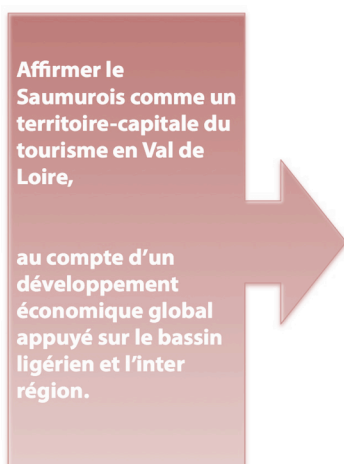 Affirmer le
Saumurois comme un
territoire-capitale du
tourisme en Val de
Loire,
au compte d'un
développement
économique global
appuyé sur le bassin
ligérien et l'inter
région.